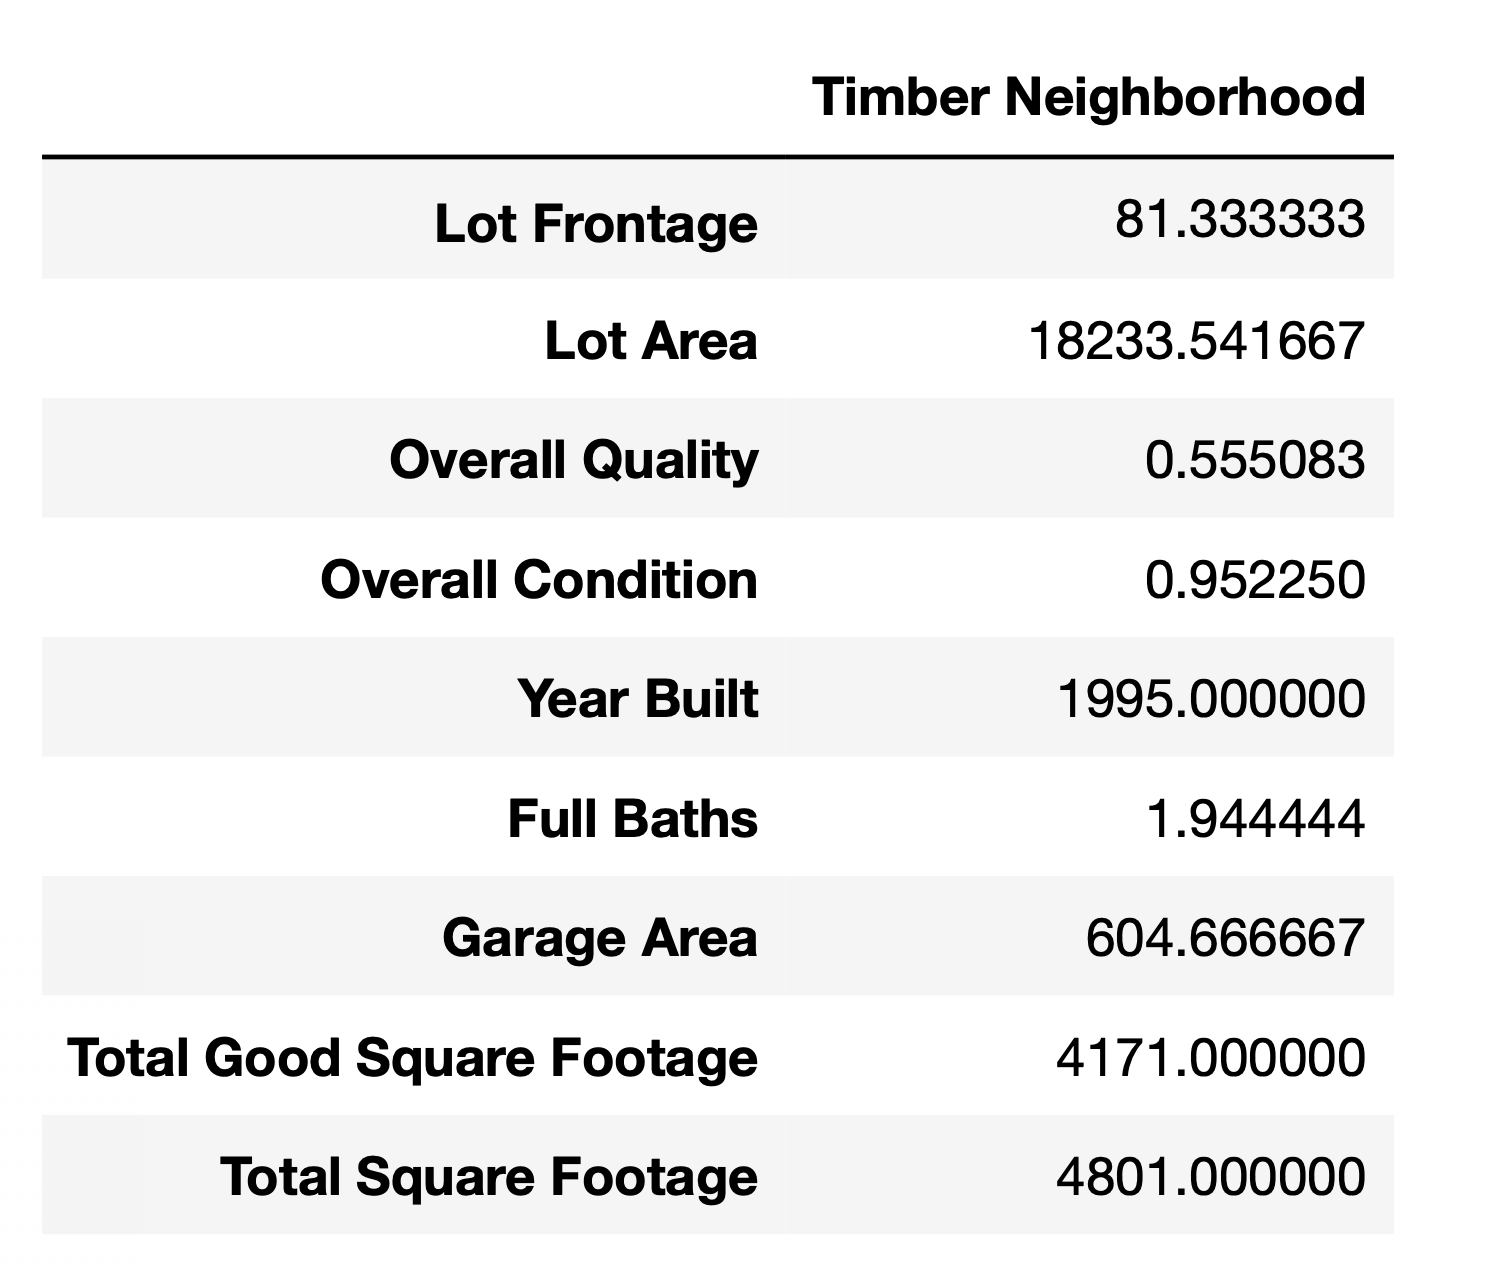 Timber Neighborhood
Lot Frontage 81.333333
Lot Area 18233.541667
Overall Quality 0.555083
Overall Condition 0.952250
Year Built 1995.000000
Full Baths 1.944444
Garage Area 604.666667
Total Good Square Footage 4171.000000
Total Square Footage 4801.000000